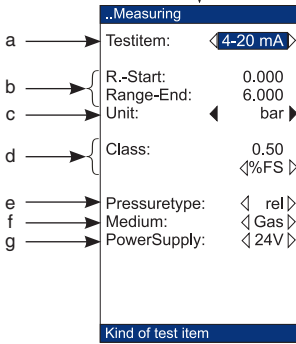 ..Measuring
a Testitem: 4-20 mA
b R.-Start: 0.000
Range-End: 6.000
c Unit: bar
d Class: 0.50
%FS
e Pressuretype: rel
f Medium: Gas
g PowerSupply: 24V
Kind of test item